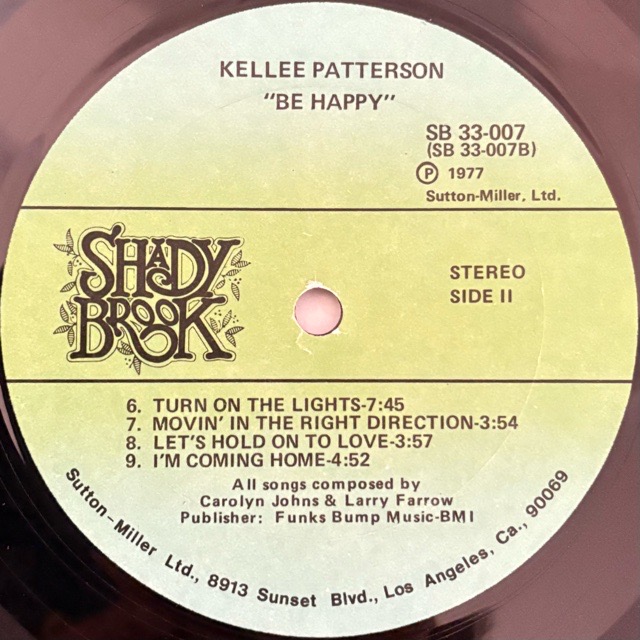 KELLEE PATTERSON
"BE HAPPY"
SB 33-007
(SB 33-007B)
Ⓟ 1977
Sutton-Miller, Ltd.
SHADY
BROOK
STEREO
SIDE II
6. TURN ON THE LIGHTS-7:45
7. MOVIN' IN THE RIGHT DIRECTION-3:54
8. LET'S HOLD ON TO LOVE-3:57
9. I'M COMING HOME-4:52
All songs composed by
Carolyn Johns & Larry Farrow
Publisher: Funks Bump Music-BMI
Sutton-Miller Ltd., 8913 Sunset Blvd., Los Angeles, Ca., 90069